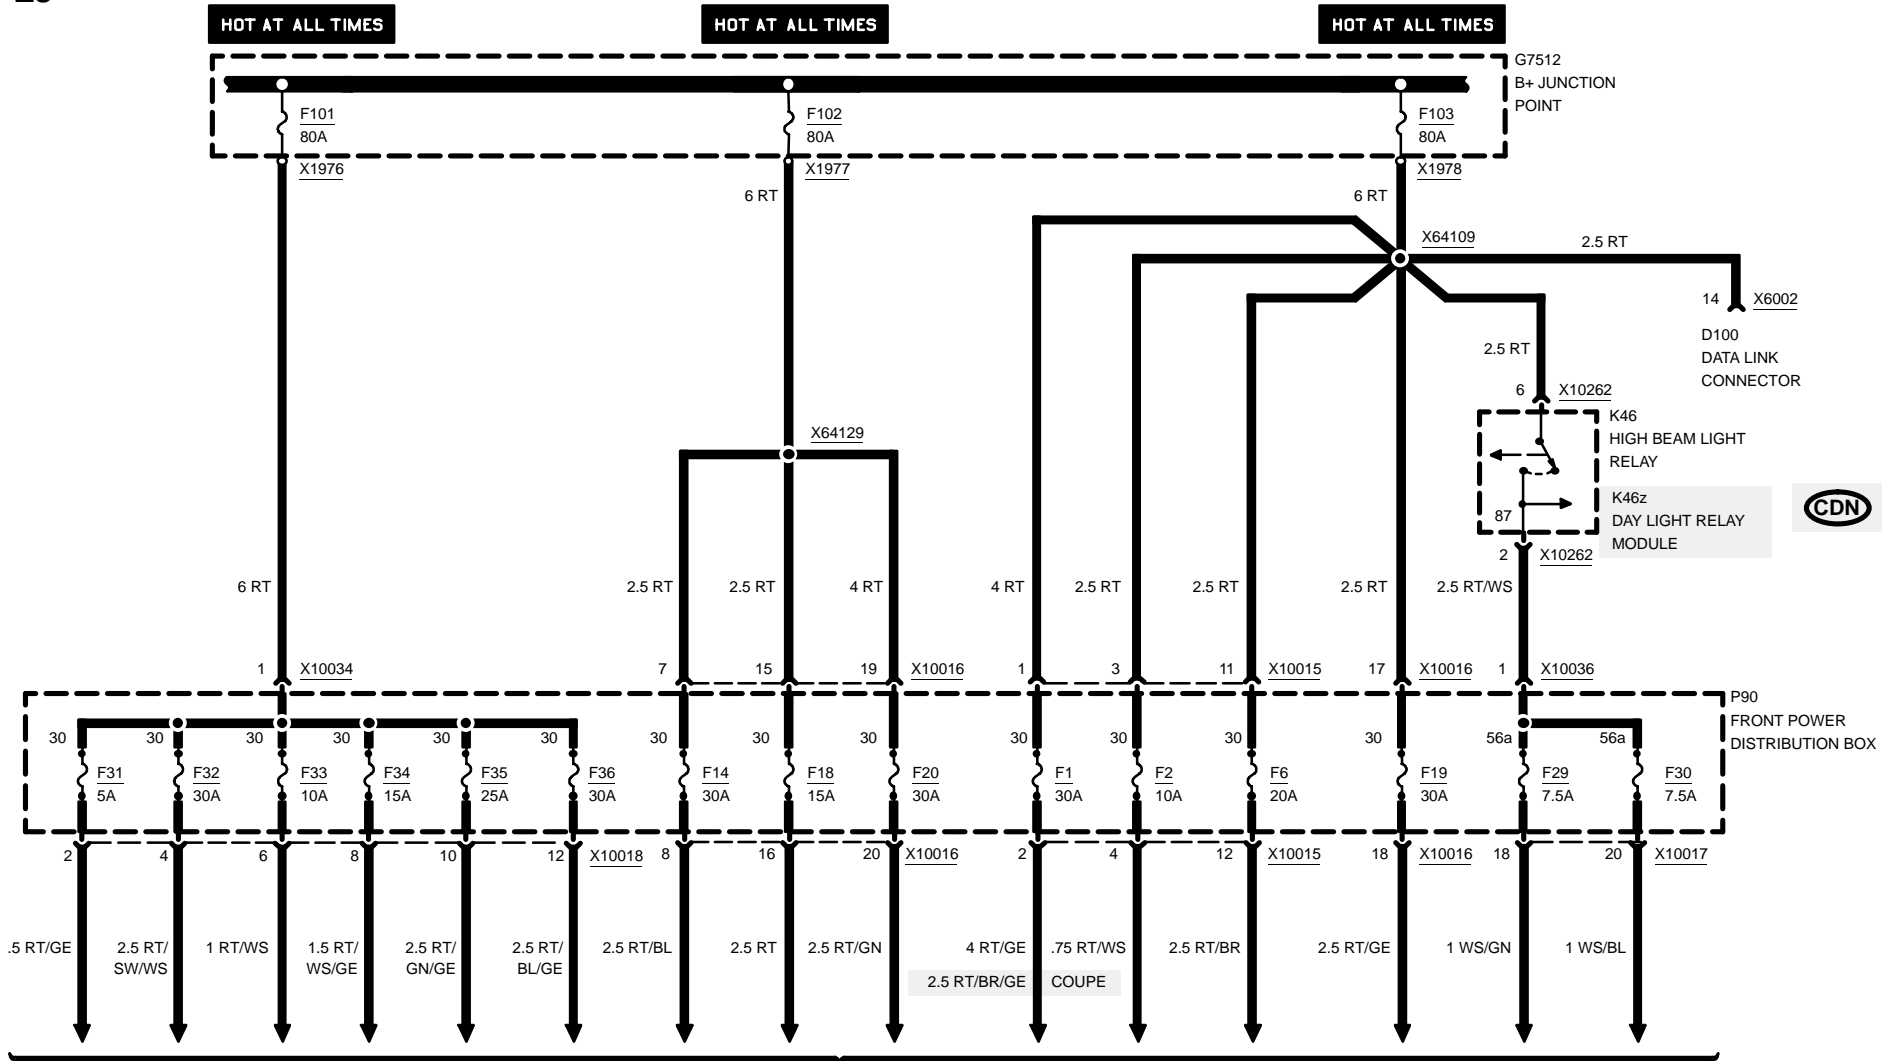 HOT AT ALL TIMES HOT AT ALL TIMES HOT AT ALL TIMES
G7512
B+ JUNCTION
POINT
F101 F102 F103
80A 80A 80A
X1976 X1977 X1978
6 RT 6 RT
X64109 2.5 RT
14 X6002
D100
DATA LINK
CONNECTOR
2.5 RT
6 X10262
K46
HIGH BEAM LIGHT
RELAY
X64129
K46z
DAY LIGHT RELAY
MODULE
CDN
87
2 X10262
6 RT 2.5 RT 2.5 RT 4 RT 4 RT 2.5 RT 2.5 RT 2.5 RT 2.5 RT/WS
1 X10034 7 15 19 X10016 1 3 11 X10015 17 X10016 1 X10036
P90
FRONT POWER
DISTRIBUTION BOX
30 30 30 30 30 30 30 30 30 30 30 30 30 56a 56a
F31 F32 F33 F34 F35 F36 F14 F18 F20 F1 F2 F6 F19 F29 F30
5A 30A 10A 15A 25A 30A 30A 15A 30A 30A 10A 20A 30A 7.5A 7.5A
2 4 6 8 10 12 X10018 8 16 20 X10016 2 4 12 X10015 18 X10016 18 20 X10017
.5 RT/GE 2.5 RT/ 1 RT/WS 1.5 RT/ 2.5 RT/ 2.5 RT/ 2.5 RT/BL 2.5 RT 2.5 RT/GN 4 RT/GE .75 RT/WS 2.5 RT/BR 2.5 RT/GE 1 WS/GN 1 WS/BL
SW/WS WS/GE GN/GE BL/GE
2.5 RT/BR/GE COUPE